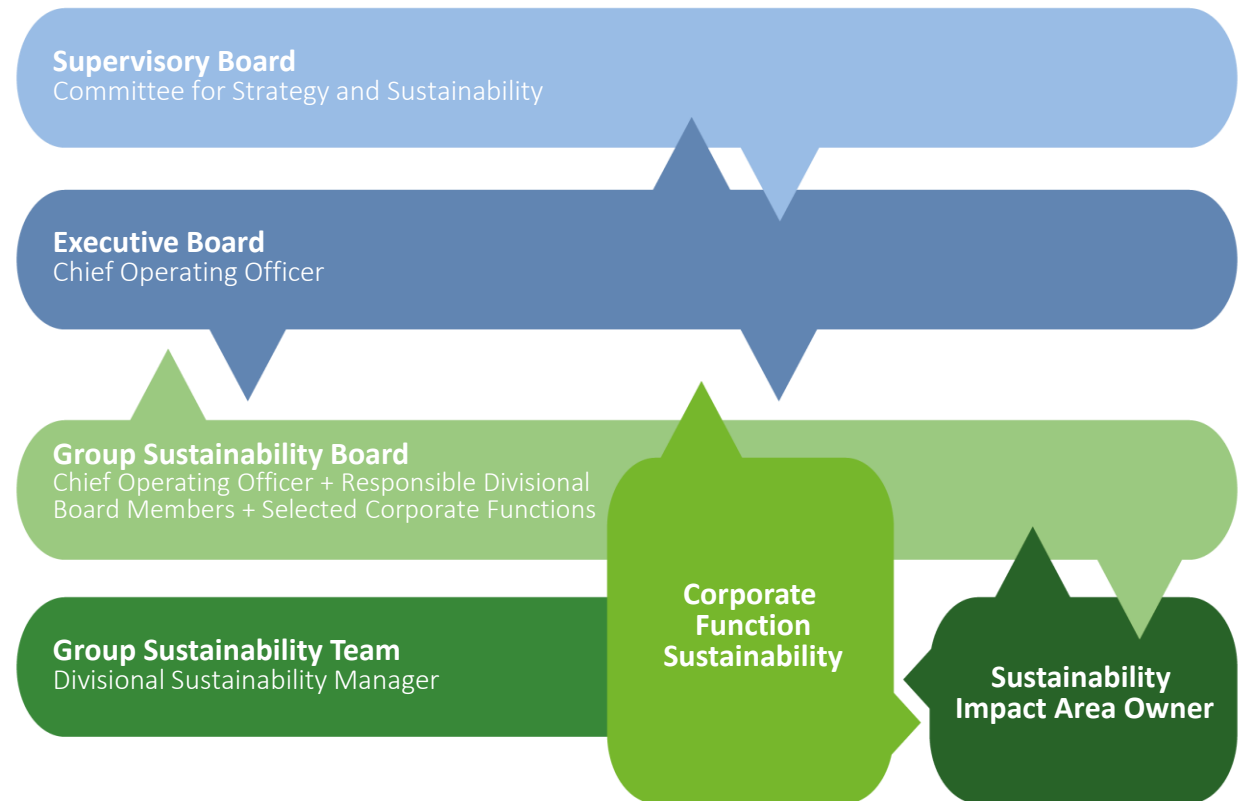 Supervisory Board
Committee for Strategy and Sustainability
Executive Board
Chief Operating Officer
Group Sustainability Board
Chief Operating Officer + Responsible Divisional
Board Members + Selected Corporate Functions
Group Sustainability Team
Divisional Sustainability Manager
Corporate
Function
Sustainability
Sustainability
Impact Area Owner